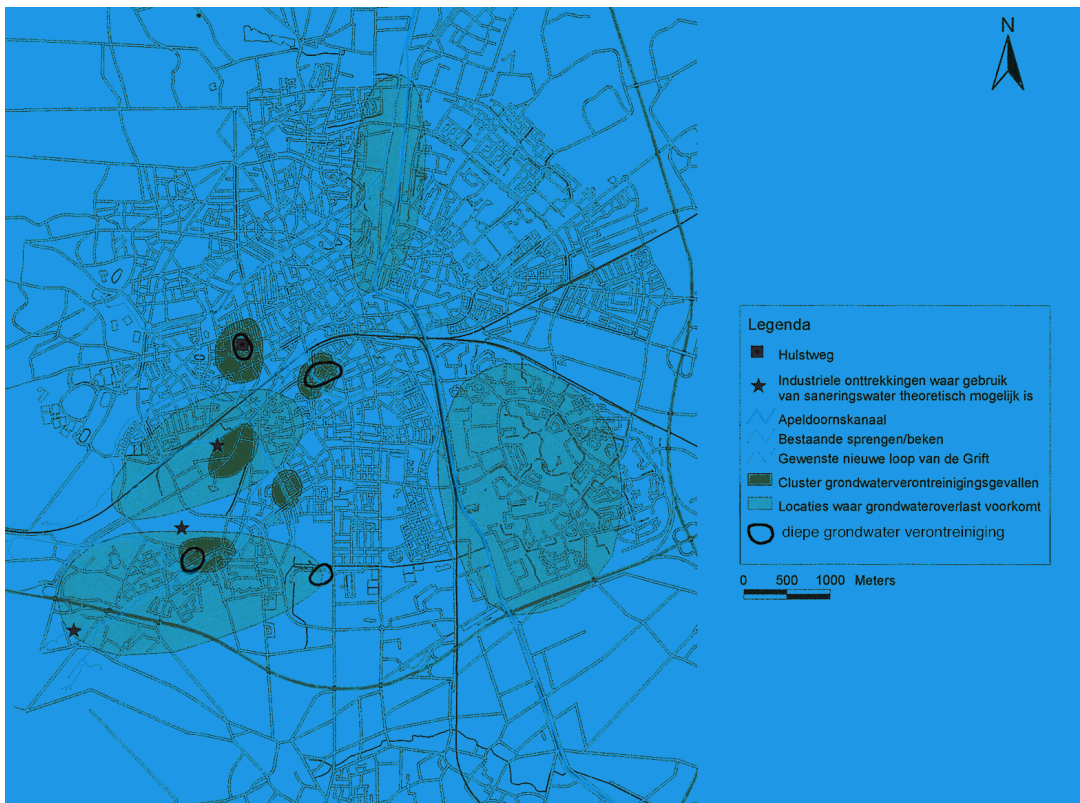 N
Legenda
Hulstweg
Industriele onttrekkingen waar gebruik
van saneringswater theoretisch mogelijk is
Apeldoornskanaal
Bestaande sprengen/beken
Gewenste nieuwe loop van de Grift
Cluster grondwaterverontreinigingsgevallen
Locaties waar grondwateroverlast voorkomt
diepe grondwater verontreiniging
0 500 1000 Meters